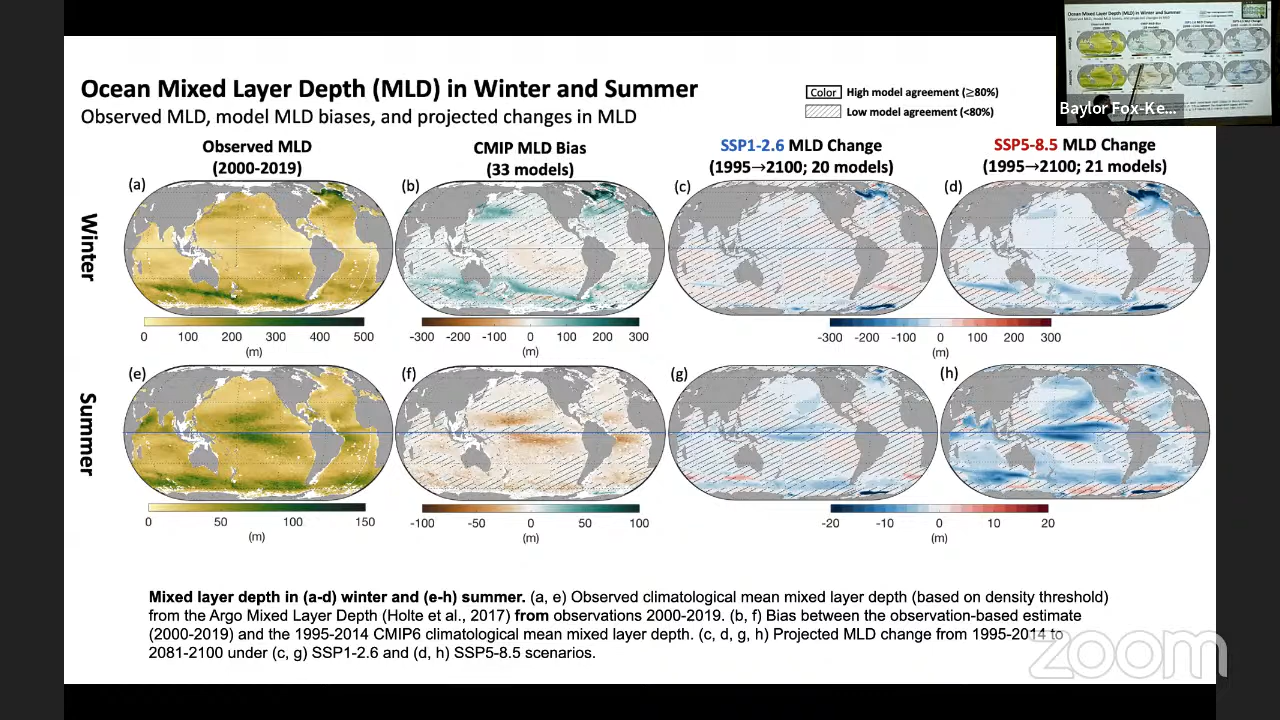 Ocean Mixed Layer Depth (MLD) in Winter and Summer
Observed MLD, model MLD biases, and projected changes in MLD
Color High model agreement (≥80%)
Low model agreement (<80%)
Baylor Fox-Ke...
Observed MLD
(2000-2019)
CMIP MLD Bias
(33 models)
SSP1-2.6 MLD Change
(1995→2100; 20 models)
SSP5-8.5 MLD Change
(1995→2100; 21 models)
Winter
(a)
(b)
(c)
(d)
0 100 200 300 400 500
(m)
-300 -200 -100 0 100 200 300
(m)
-300 -200 -100 0 100 200 300
(m)
Summer
(e)
(f)
(g)
(h)
0 50 100 150
(m)
-100 -50 0 50 100
(m)
-20 -10 0 10 20
(m)
Mixed layer depth in (a-d) winter and (e-h) summer. (a, e) Observed climatological mean mixed layer depth (based on density threshold)
from the Argo Mixed Layer Depth (Holte et al., 2017) from observations 2000-2019. (b, f) Bias between the observation-based estimate
(2000-2019) and the 1995-2014 CMIP6 climatological mean mixed layer depth. (c, d, g, h) Projected MLD change from 1995-2014 to
2081-2100 under (c, g) SSP1-2.6 and (d, h) SSP5-8.5 scenarios.
zoom